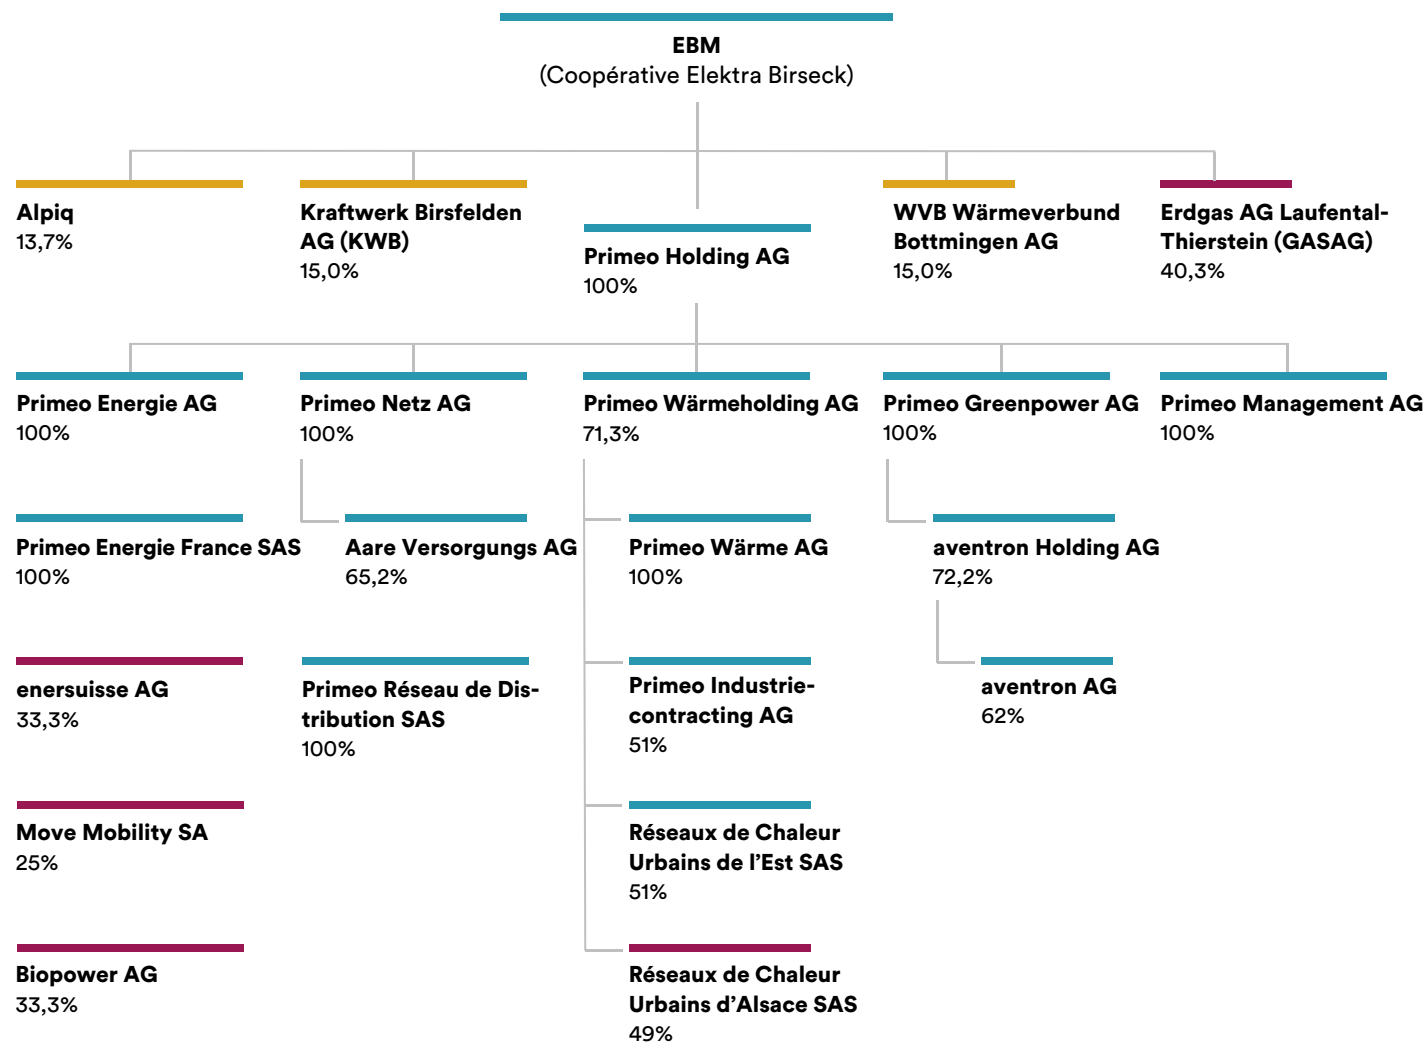 EBM
(Coopérative Elektra Birseck)
Alpiq
13,7%
Kraftwerk Birsfelden
AG (KWB)
15,0%
Primeo Holding AG
100%
WVB Wärmeverbund
Bottmingen AG
15,0%
Erdgas AG Laufental-
Thierstein (GASAG)
40,3%
Primeo Energie AG
100%
Primeo Netz AG
100%
Primeo Wärmeholding AG
71,3%
Primeo Greenpower AG
100%
Primeo Management AG
100%
Primeo Energie France SAS
100%
Aare Versorgungs AG
65,2%
Primeo Wärme AG
100%
aventron Holding AG
72,2%
enersuisse AG
33,3%
Primeo Réseau de Dis-
tribution SAS
100%
Primeo Industrie-
contracting AG
51%
aventron AG
62%
Move Mobility SA
25%
Réseaux de Chaleur
Urbains de l’Est SAS
51%
Biopower AG
33,3%
Réseaux de Chaleur
Urbains d’Alsace SAS
49%